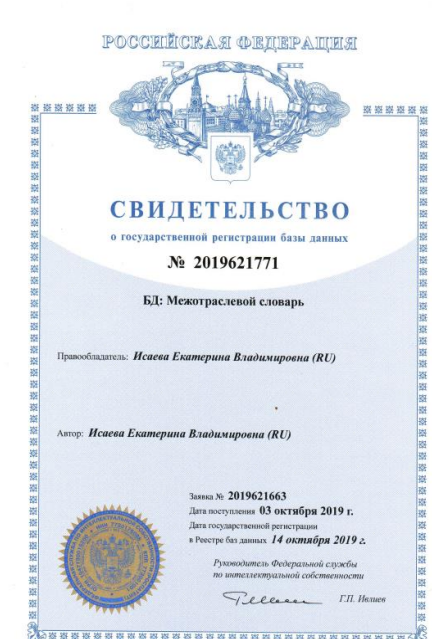 РОССИЙСКАЯ ФЕДЕРАЦИЯ
СВИДЕТЕЛЬСТВО
о государственной регистрации базы данных
№ 2019621771
БД: Межотраслевой словарь
Правообладатель: Исаева Екатерина Владимировна (RU)
Автор: Исаева Екатерина Владимировна (RU)
Заявка № 2019621663
Дата поступления 03 октября 2019 г.
Дата государственной регистрации
в Реестре баз данных 14 октября 2019 г.
Руководитель Федеральной службы
по интеллектуальной собственности
Г.П. Ивлиев